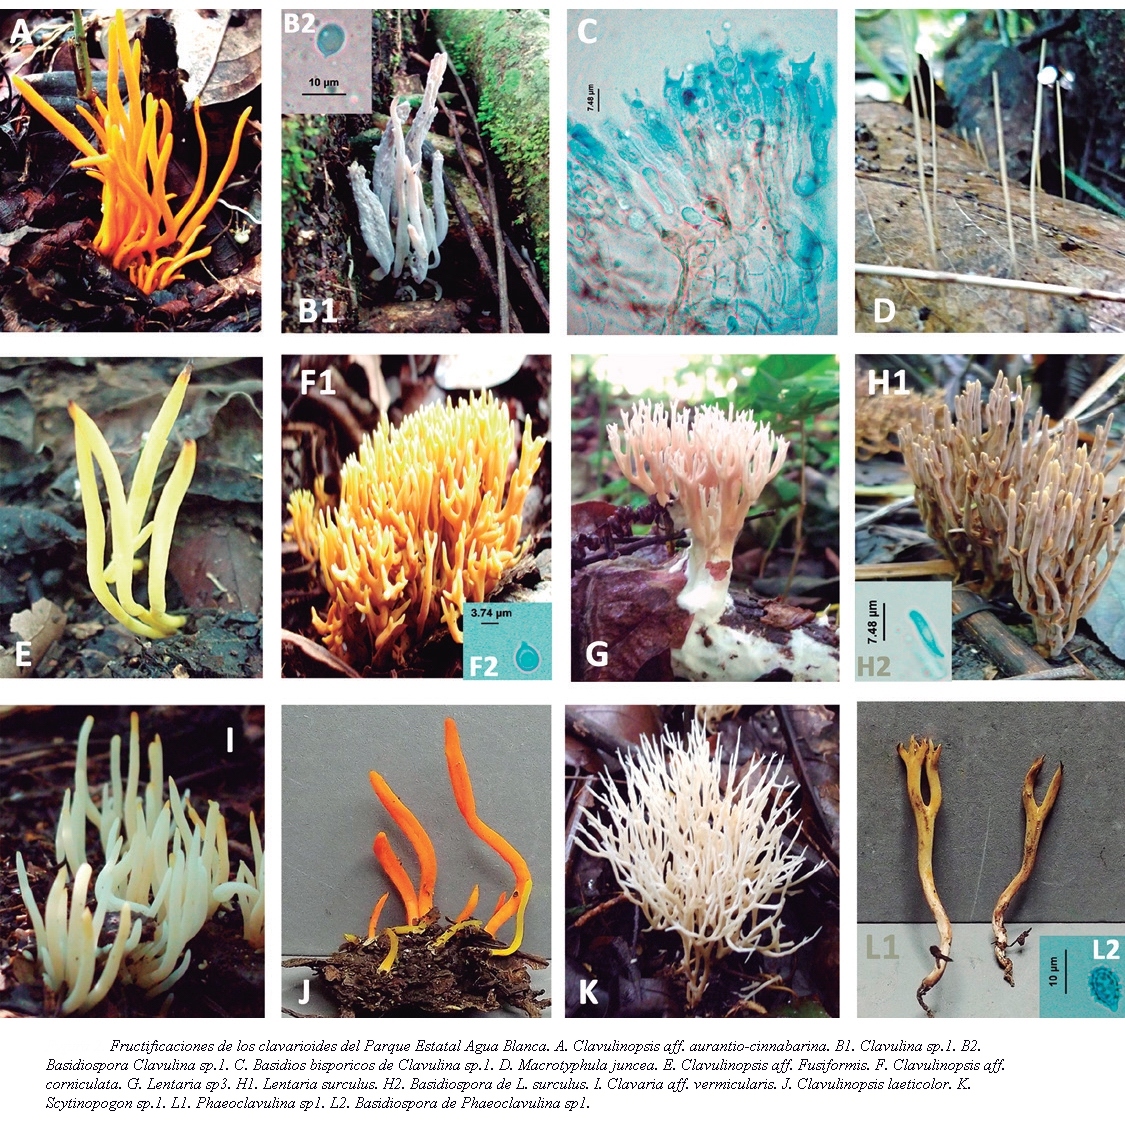 A
B2
10 µm
B1
C
7.48 µm
D
E
F1
3.74 µm
F2
G
H1
7.48 µm
H2
I
J
K
L1
10 µm
L2
Fructificaciones de los clavarioides del Parque Estatal Agua Blanca. A. Clavulinopsis aff. aurantio-cinnabarina. B1. Clavulina sp.1. B2.
Basidiospora Clavulina sp.1. C. Basidios bisporicos de Clavulina sp.1. D. Macrotyphula juncea. E. Clavulinopsis aff. Fusiformis. F. Clavulinopsis aff.
corniculata. G. Lentaria sp3. H1. Lentaria surculus. H2. Basidiospora de L. surculus. I. Clavaria aff. vermicularis. J. Clavulinopsis laeticolor. K.
Scytinopogon sp.1. L1. Phaeoclavulina sp1. L2. Basidiospora de Phaeoclavulina sp1.